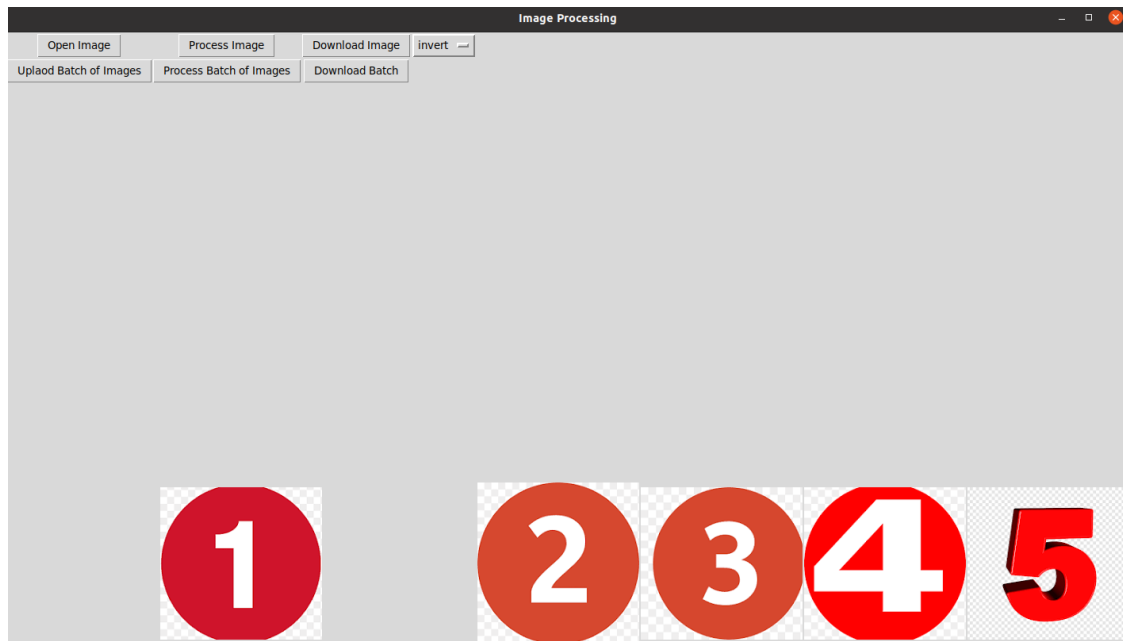 Image Processing
Open Image Process Image Download Image invert
Uplaod Batch of Images Process Batch of Images Download Batch
1 2 3 4 5